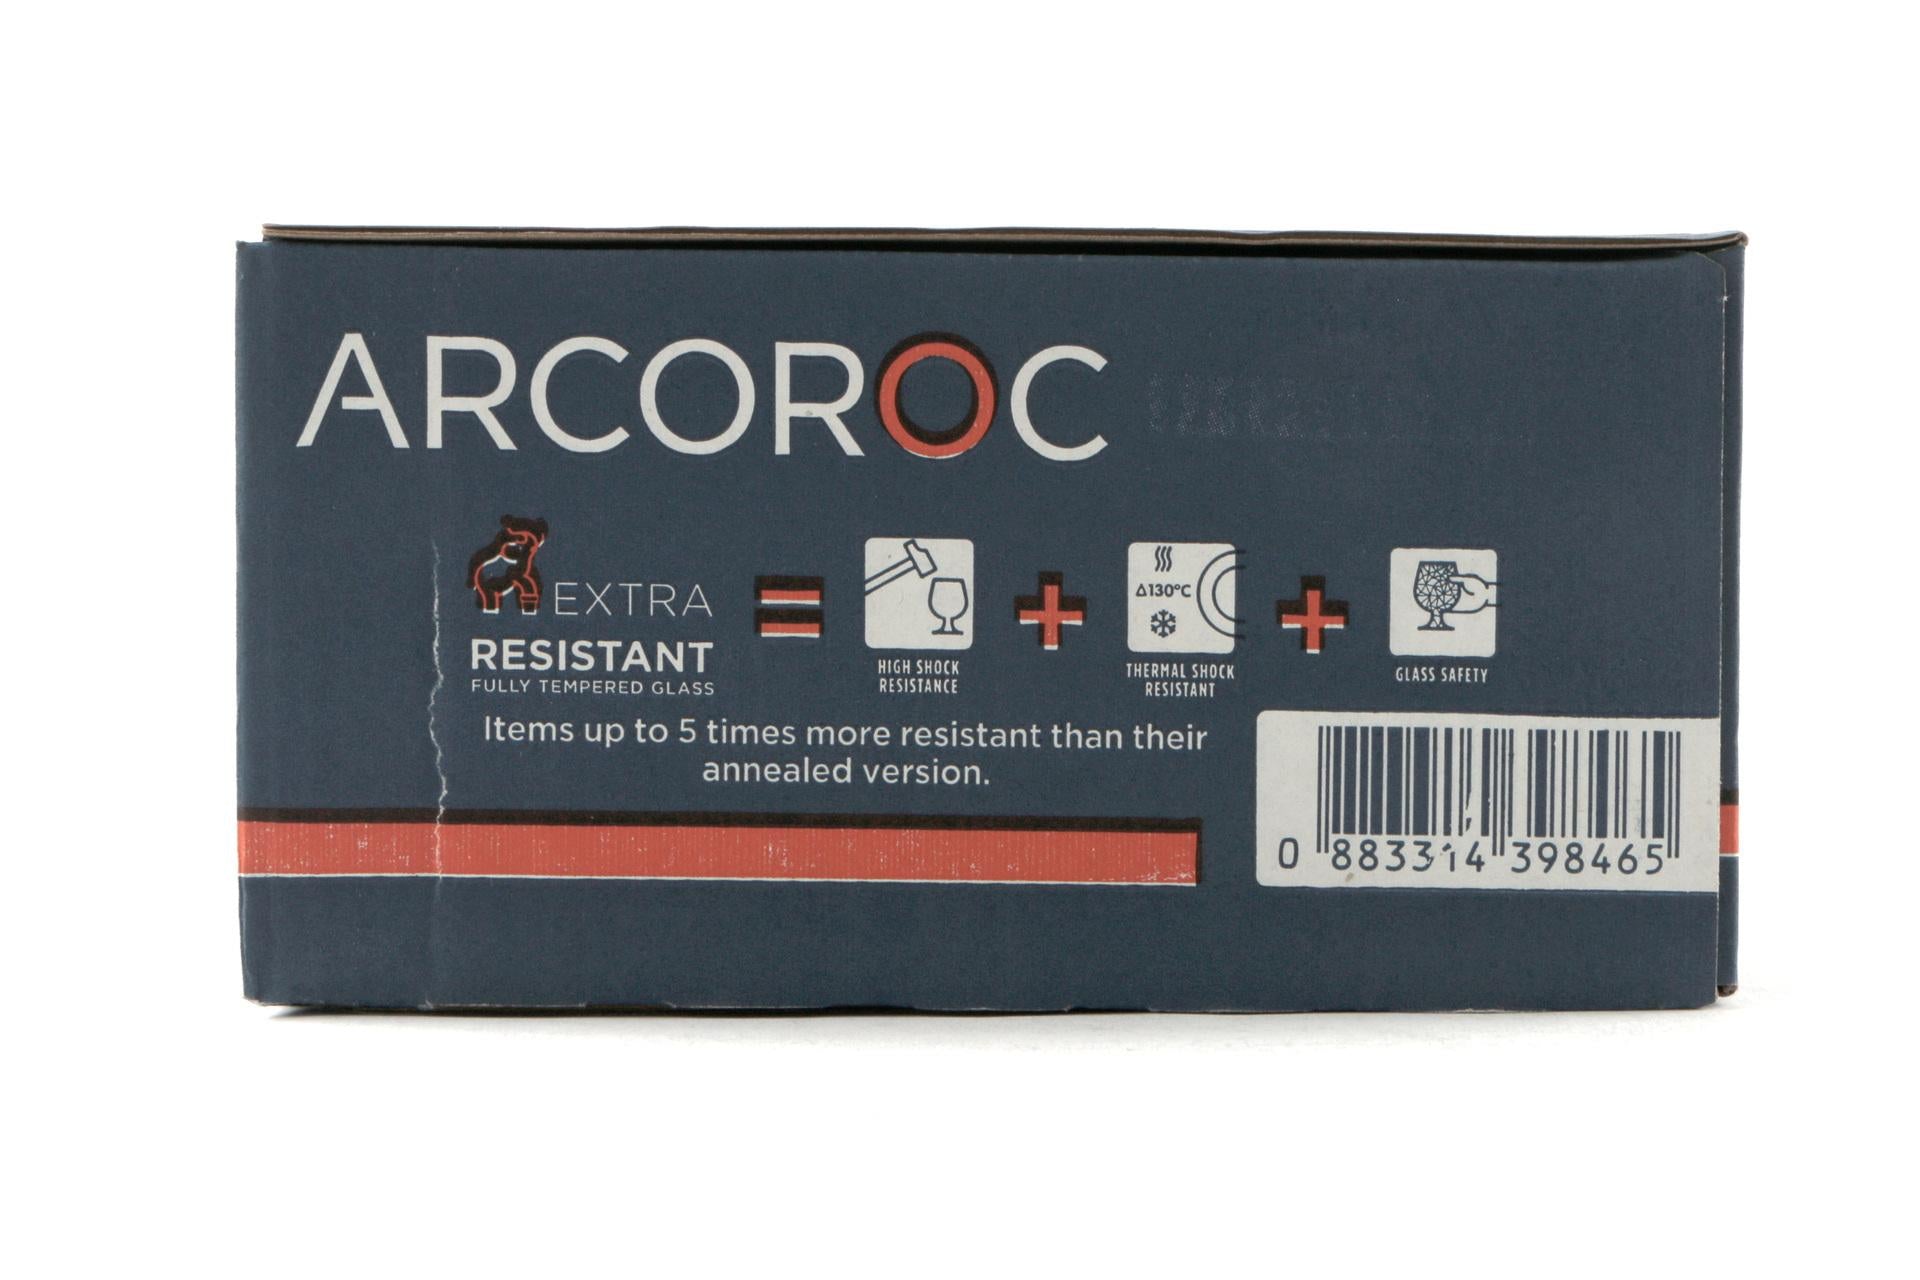 ARCOROC
EXTRA
RESISTANT
FULLY TEMPERED GLASS
HIGH SHOCK
RESISTANCE
Δ130°C
THERMAL SHOCK
RESISTANT
GLASS SAFETY
Items up to 5 times more resistant than their
annealed version.
0 883314 398465